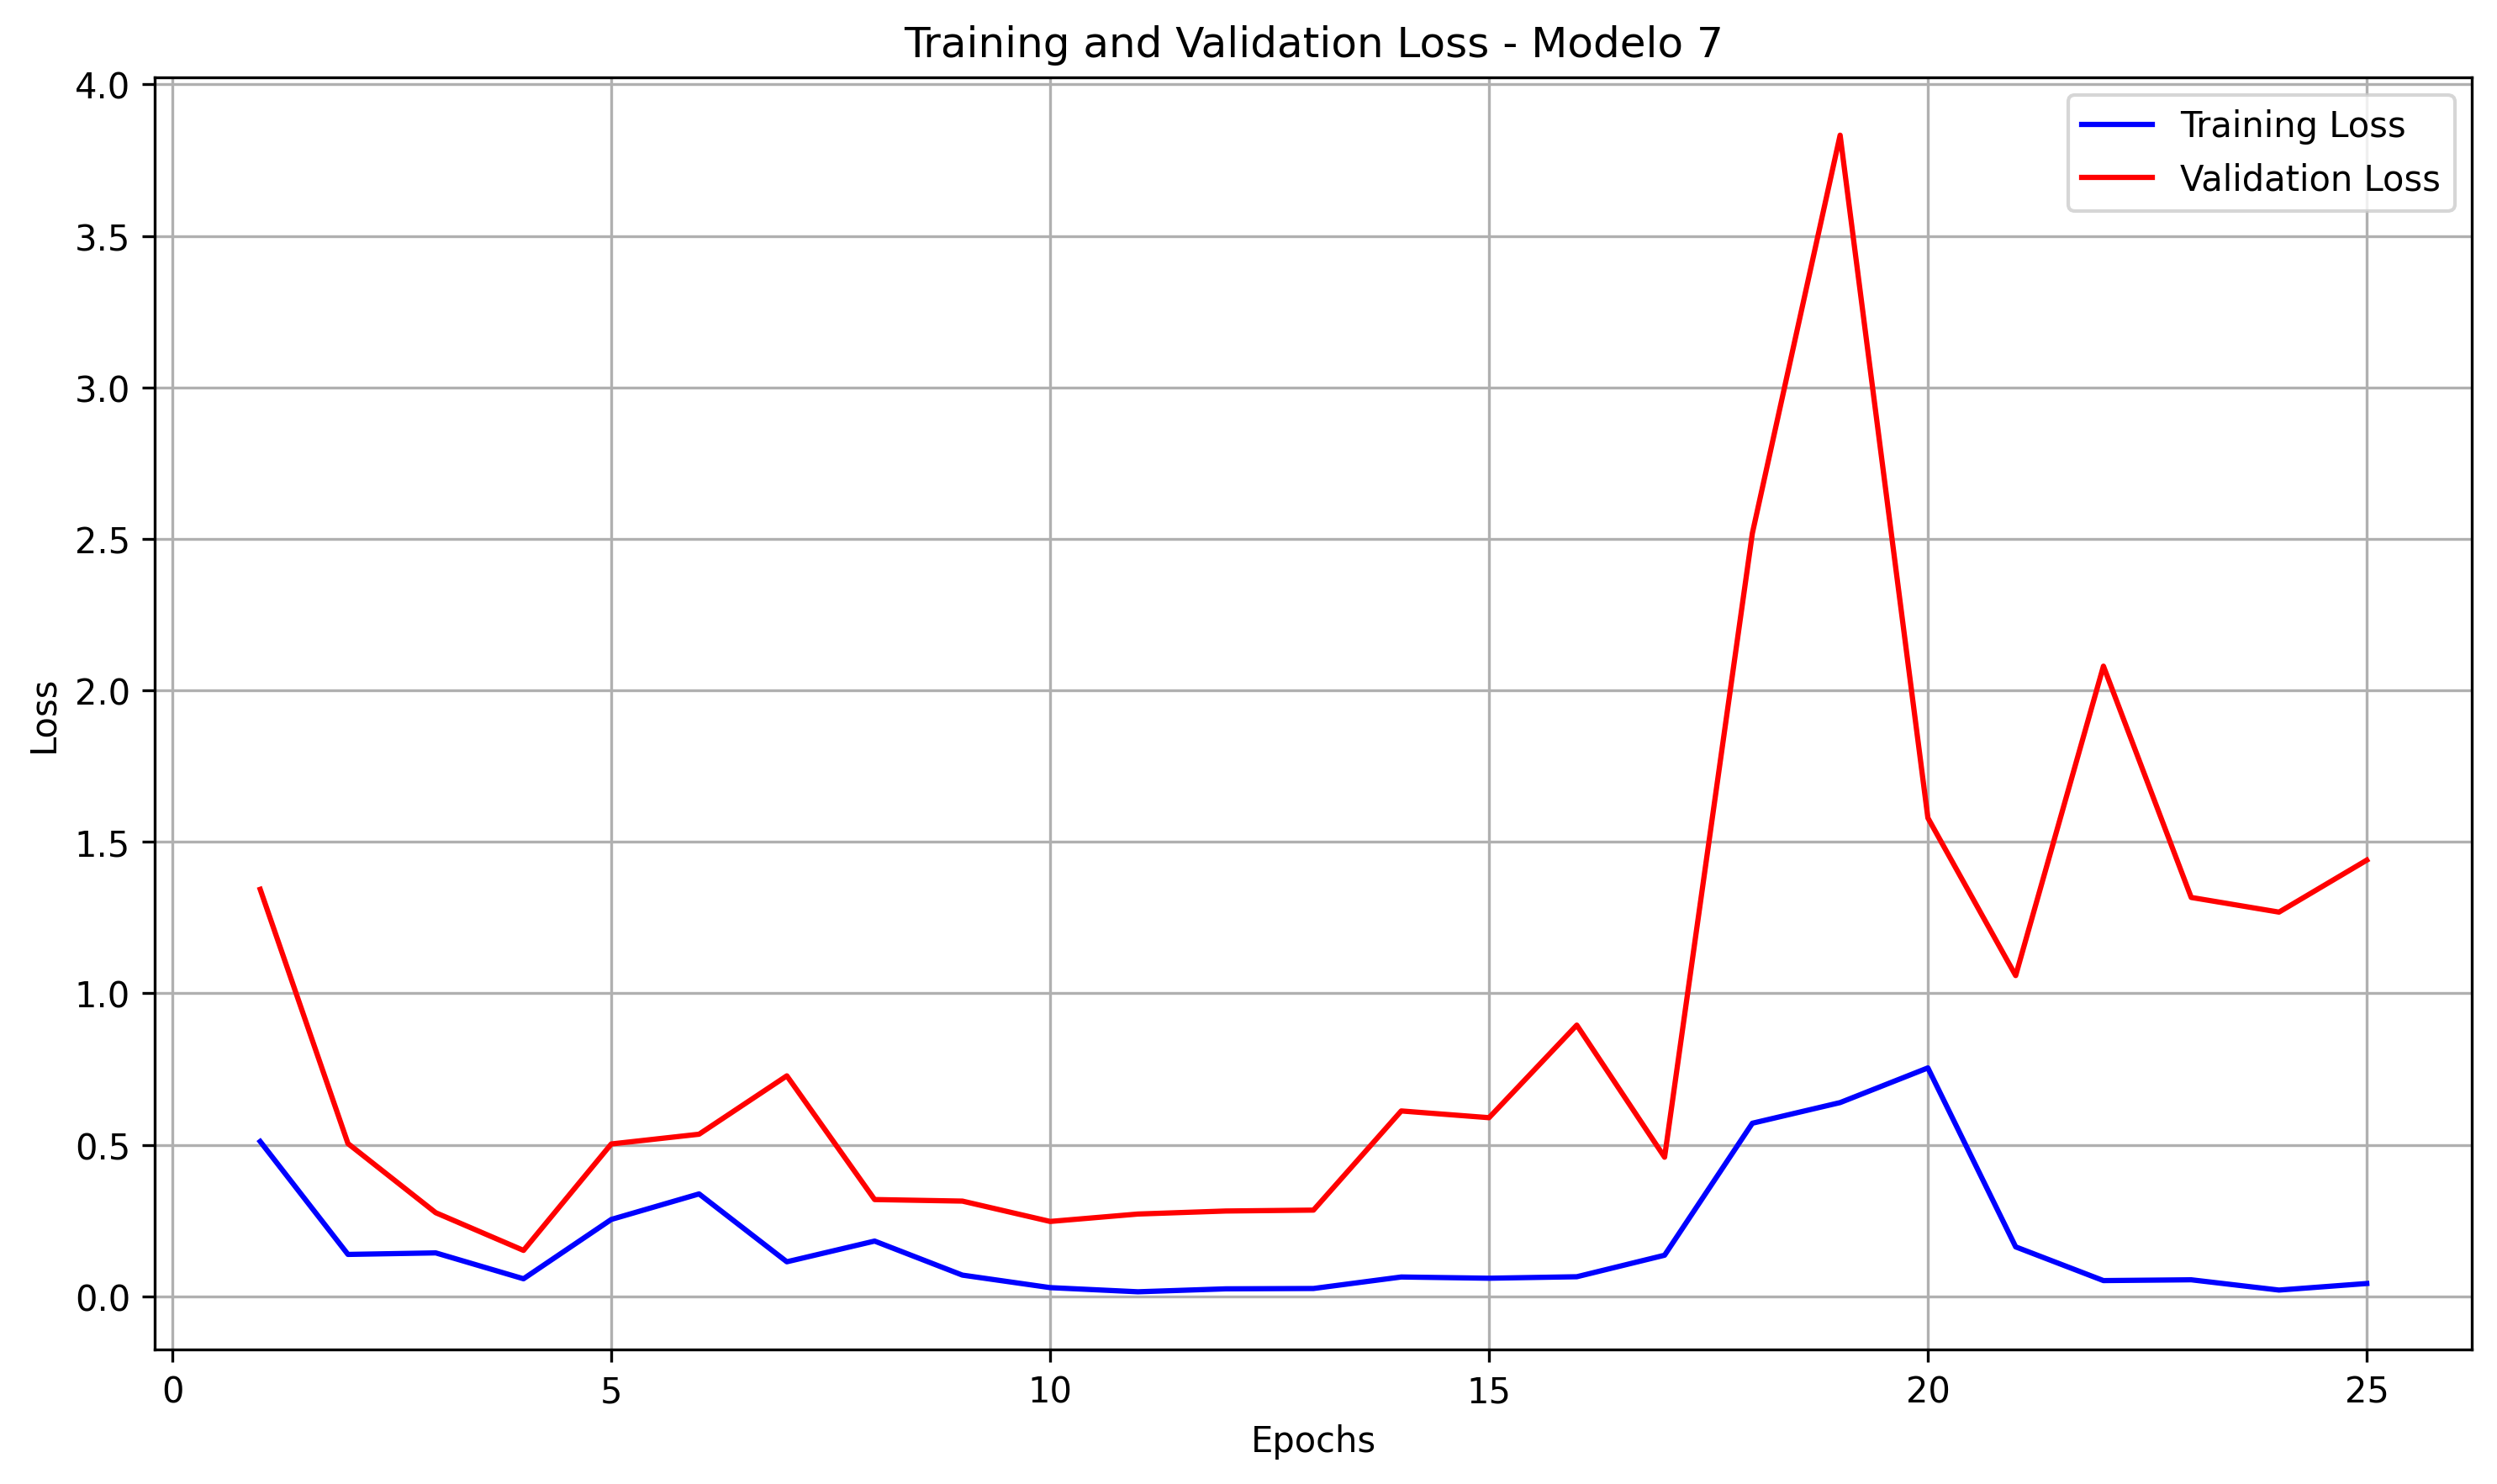 Training and Validation Loss - Modelo 7
Training Loss
Validation Loss
4.0
3.5
3.0
2.5
2.0
1.5
1.0
0.5
0.0
Loss
0 5 10 15 20 25
Epochs